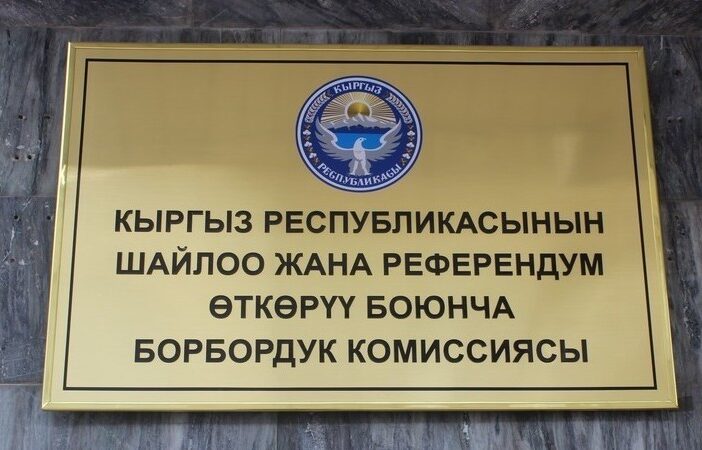 КЫРГЫЗ
РЕСПУБЛИКАСЫ
КЫРГЫЗ РЕСПУБЛИКАСЫНЫН
ШАЙЛОО ЖАНА РЕФЕРЕНДУМ
ӨТКӨРҮҮ БОЮНЧА
БОРБОРДУК КОМИССИЯСЫ